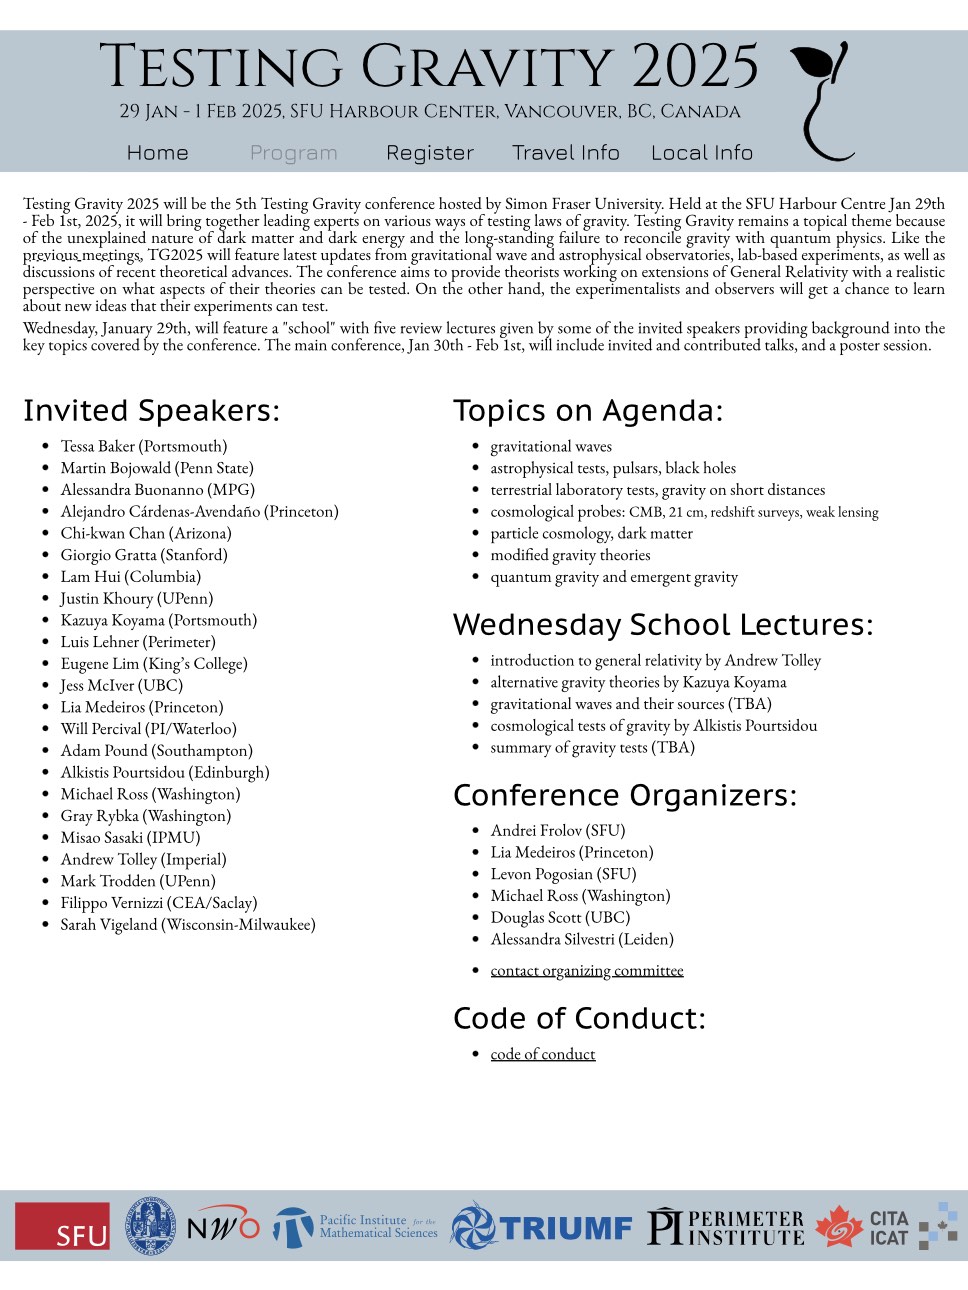 Testing Gravity 2025
29 Jan - 1 Feb 2025, SFU Harbour Center, Vancouver, BC, Canada
Home Program Register Travel Info Local Info
Testing Gravity 2025 will be the 5th Testing Gravity conference hosted by Simon Fraser University. Held at the SFU Harbour Centre Jan 29th
- Feb 1st, 2025, it will bring together leading experts on various ways of testing laws of gravity. Testing Gravity remains a topical theme because
of the unexplained nature of dark matter and dark energy and the long-standing failure to reconcile gravity with quantum physics. Like the
previous meetings, TG2025 will feature latest updates from gravitational wave and astrophysical observatories, lab-based experiments, as well as
discussions of recent theoretical advances. The conference aims to provide theorists working on extensions of General Relativity with a realistic
perspective on what aspects of their theories can be tested. On the other hand, the experimentalists and observers will get a chance to learn
about new ideas that their experiments can test.
Wednesday, January 29th, will feature a "school" with five review lectures given by some of the invited speakers providing background into the
key topics covered by the conference. The main conference, Jan 30th - Feb 1st, will include invited and contributed talks, and a poster session.
Invited Speakers:
• Tessa Baker (Portsmouth)
• Martin Bojowald (Penn State)
• Alessandra Buonanno (MPG)
• Alejandro Cárdenas-Avendaño (Princeton)
• Chi-kwan Chan (Arizona)
• Giorgio Gratta (Stanford)
• Lam Hui (Columbia)
• Justin Khoury (UPenn)
• Kazuya Koyama (Portsmouth)
• Luis Lehner (Perimeter)
• Eugene Lim (King's College)
• Jess McIver (UBC)
• Lia Medeiros (Princeton)
• Will Percival (PI/Waterloo)
• Adam Pound (Southampton)
• Alkistis Pourtsidou (Edinburgh)
• Michael Ross (Washington)
• Gray Rybka (Washington)
• Misao Sasaki (IPMU)
• Andrew Tolley (Imperial)
• Mark Trodden (UPenn)
• Filippo Vernizzi (CEA/Saclay)
• Sarah Vigeland (Wisconsin-Milwaukee)
Topics on Agenda:
• gravitational waves
• astrophysical tests, pulsars, black holes
• terrestrial laboratory tests, gravity on short distances
• cosmological probes: CMB, 21 cm, redshift surveys, weak lensing
• particle cosmology, dark matter
• modified gravity theories
• quantum gravity and emergent gravity
Wednesday School Lectures:
• introduction to general relativity by Andrew Tolley
• alternative gravity theories by Kazuya Koyama
• gravitational waves and their sources (TBA)
• cosmological tests of gravity by Alkistis Pourtsidou
• summary of gravity tests (TBA)
Conference Organizers:
• Andrei Frolov (SFU)
• Lia Medeiros (Princeton)
• Levon Pogosian (SFU)
• Michael Ross (Washington)
• Douglas Scott (UBC)
• Alessandra Silvestri (Leiden)
• contact organizing committee
Code of Conduct:
• code of conduct
SFU
NWO
Pacific Institute for the
Mathematical Sciences
TRIUMF
PI PERIMETER
INSTITUTE
CITA
ICAT